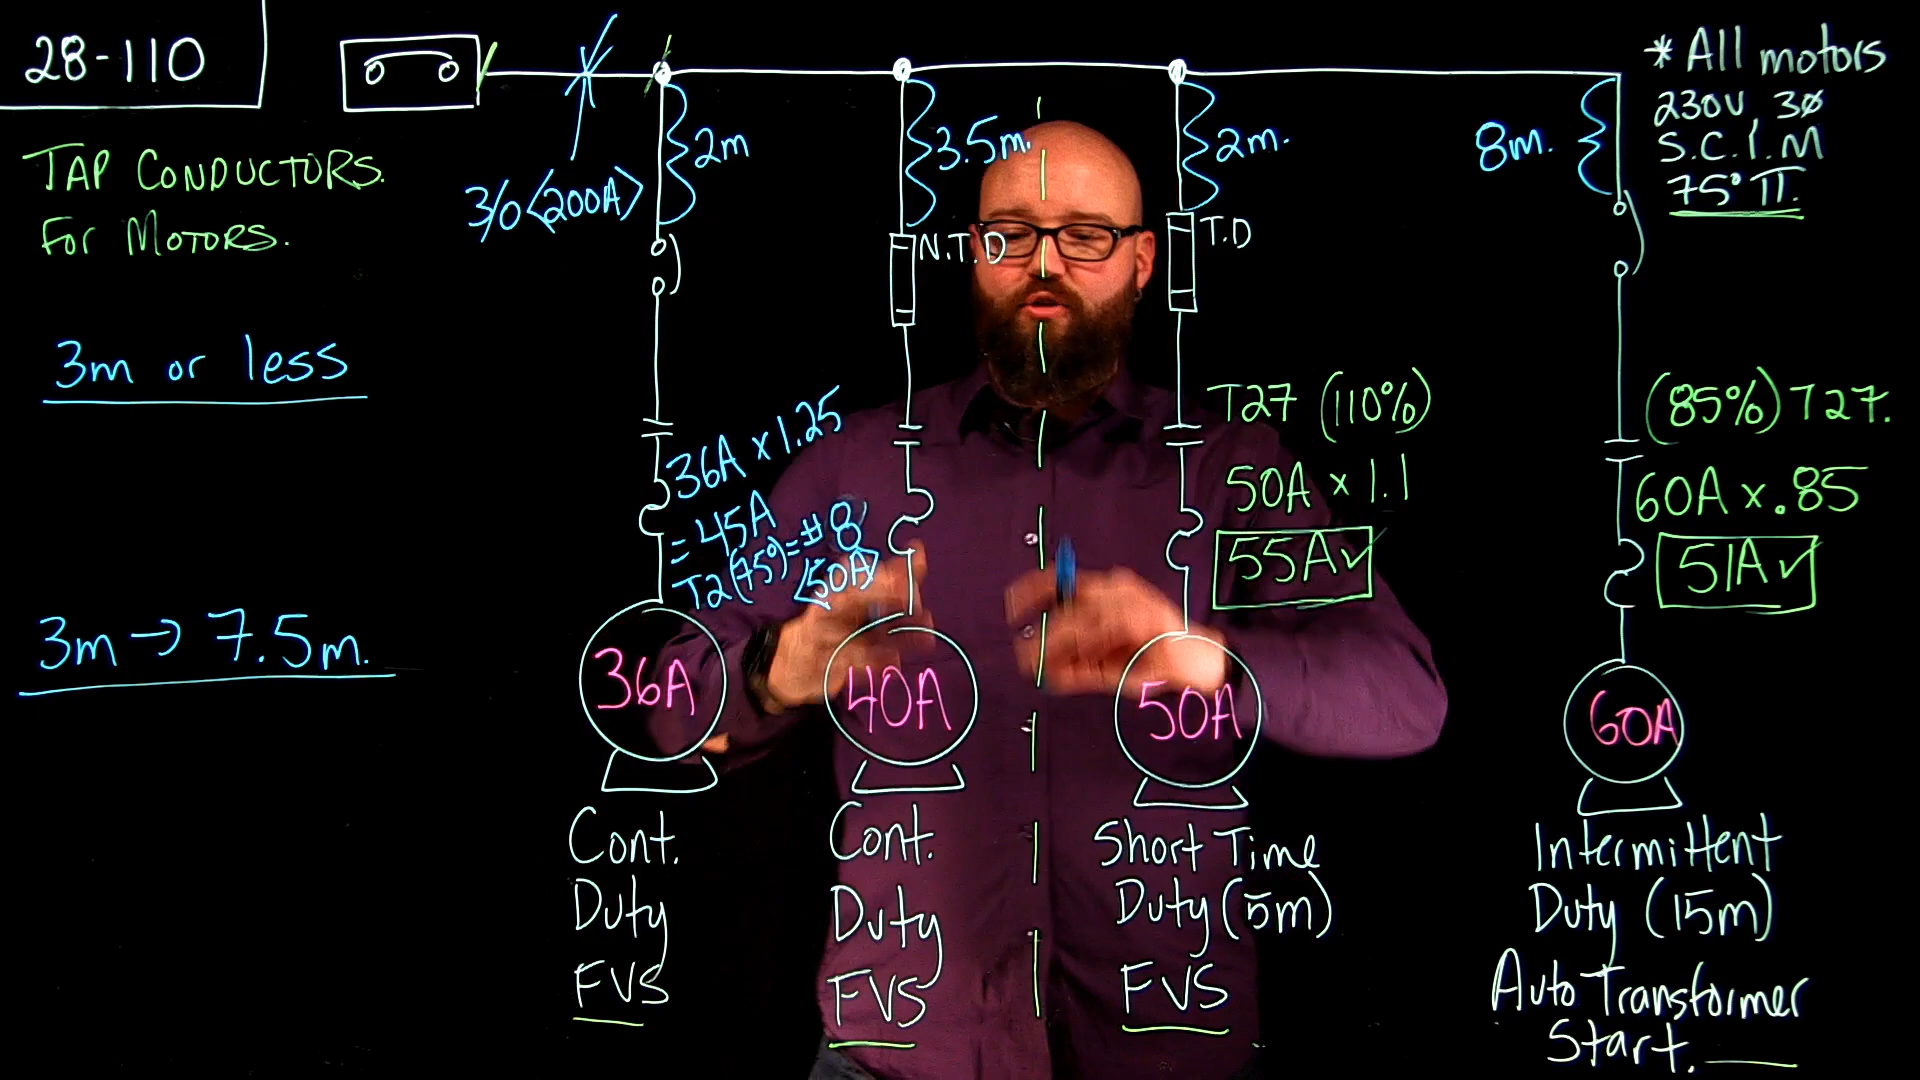 28-110
TAP CONDUCTORS.
For MOTORS.
3m or less
3m → 7.5m.
3/0 <200A>
2m
36A x 1.25
= 45A
T2(75°) = #8
<50A>
36A
Cont.
Duty
FVS
3.5m.
N.T.D
40A
Cont.
Duty
FVS
2m.
T.D
T27 (110%)
50A x 1.1
55A✓
50A
Short Time
Duty (5m)
FVS
8m.
* All motors
230V, 3Ø
S.C.I.M
75° TT.
(85%) T27.
60A x .85
51A✓
60A
Intermittent
Duty (15m)
Auto Transformer
Start.